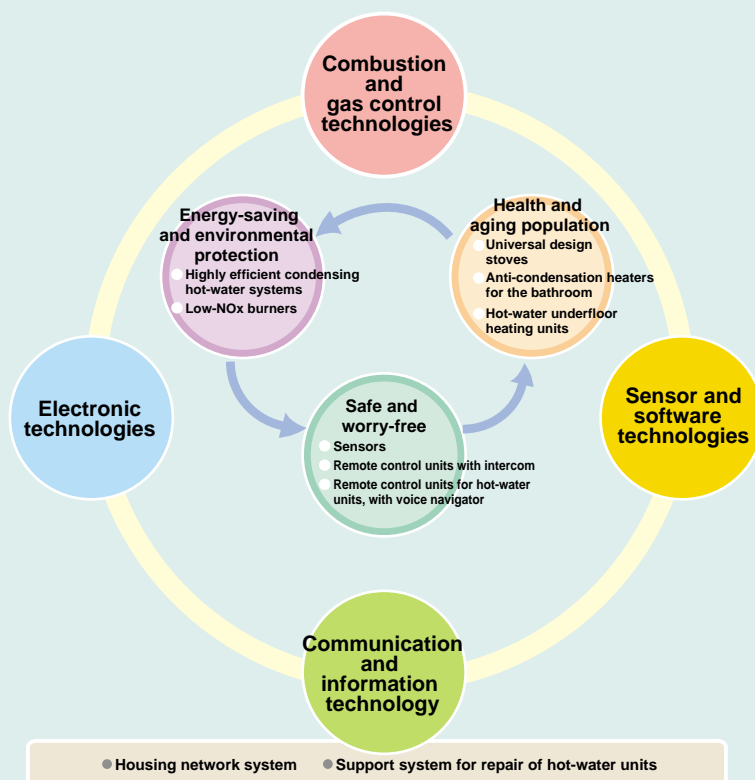 Combustion
and
gas control
technologies
Energy-saving
and environmental
protection
Highly efficient condensing
hot-water systems
Low-NOx burners
Health and
aging population
Universal design
stoves
Anti-condensation heaters
for the bathroom
Hot-water underfloor
heating units
Electronic
technologies
Safe and
worry-free
Sensors
Remote control units with intercom
Remote control units for hot-water
units, with voice navigator
Sensor and
software
technologies
Communication
and
information
technology
Housing network system
Support system for repair of hot-water units